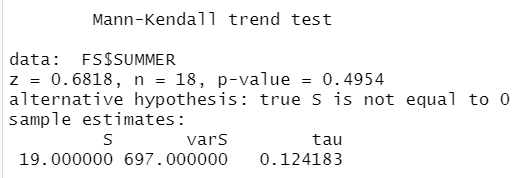 Mann-Kendall trend test
data:  FS$SUMMER
z = 0.6818, n = 18, p-value = 0.4954
alternative hypothesis: true S is not equal to 0
sample estimates:
S varS tau
19.000000 697.000000 0.124183